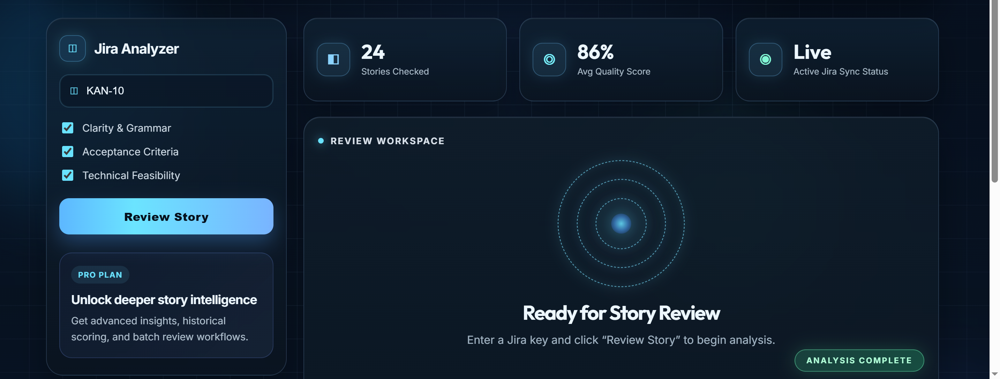 Jira Analyzer
KAN-10
Clarity & Grammar
Acceptance Criteria
Technical Feasibility
Review Story
PRO PLAN
Unlock deeper story intelligence
Get advanced insights, historical
scoring, and batch review workflows.
24
Stories Checked
86%
Avg Quality Score
Live
Active Jira Sync Status
REVIEW WORKSPACE
Ready for Story Review
Enter a Jira key and click “Review Story” to begin analysis.
ANALYSIS COMPLETE